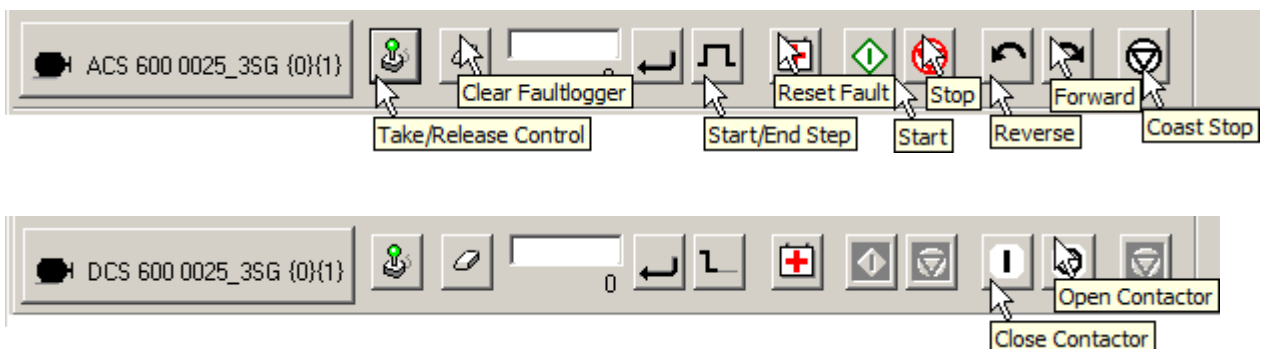 ACS 600 0025_3SG {0}{1}
0
Clear Faultlogger
Reset Fault
Stop
Forward
Take/Release Control
Start/End Step
Start
Reverse
Coast Stop
DCS 600 0025_3SG {0}{1}
0
Open Contactor
Close Contactor